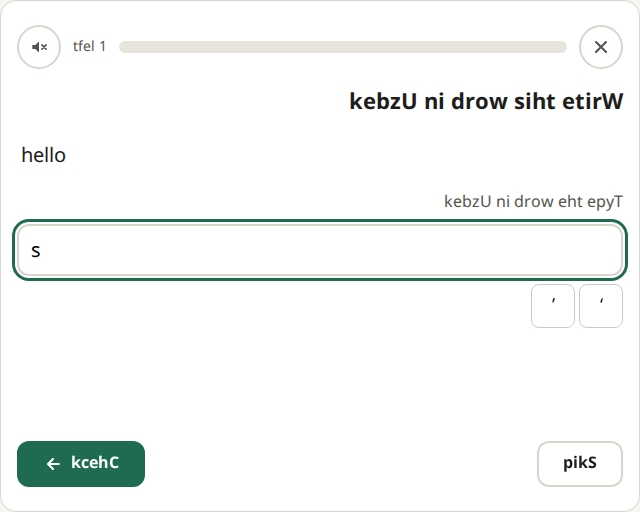 tfel 1
kebzU ni drow siht etirW
hello
kebzU ni drow eht epyT
s
ʼ ʻ
kcehC
pikS